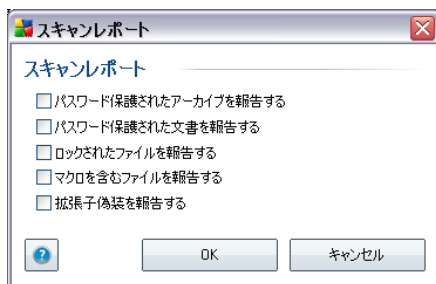 スキャンレポート
スキャンレポート
パスワード保護されたアーカイブを報告する
パスワード保護された文書を報告する
ロックされたファイルを報告する
マクロを含むファイルを報告する
拡張子偽装を報告する
? OK キャンセル